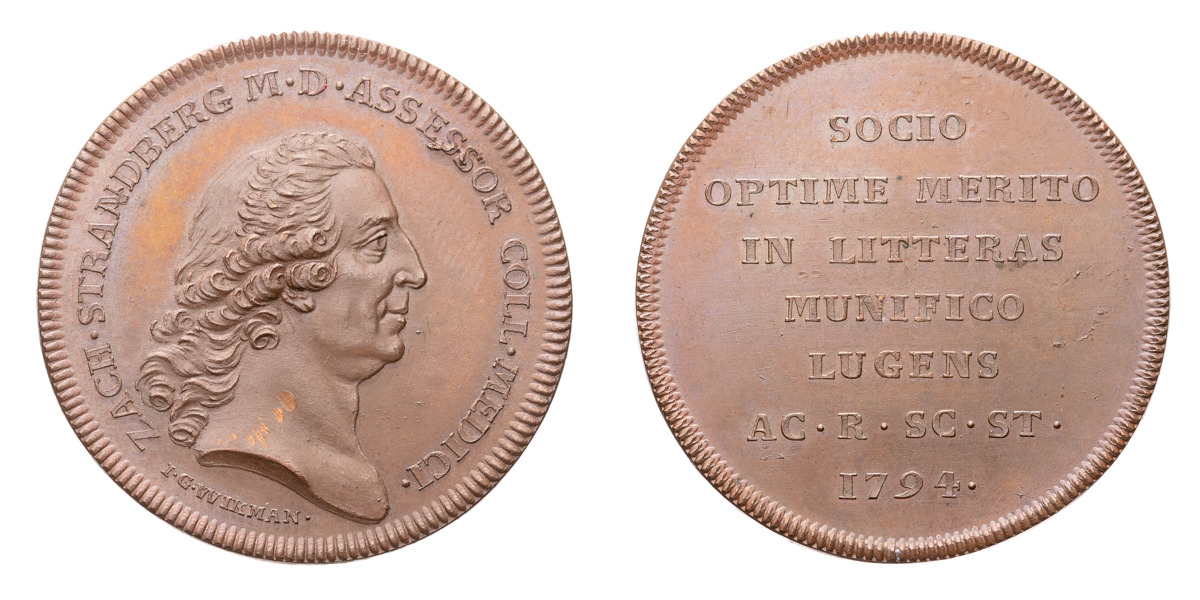 ZACH · STRANDBERG M · D · ASSESSOR COLL · MEDICI ·
I · G · WIKMAN ·
SOCIO
OPTIME MERITO
IN LITTERAS
MUNIFICO
LUGENS
AC · R · SC · ST ·
1794 ·